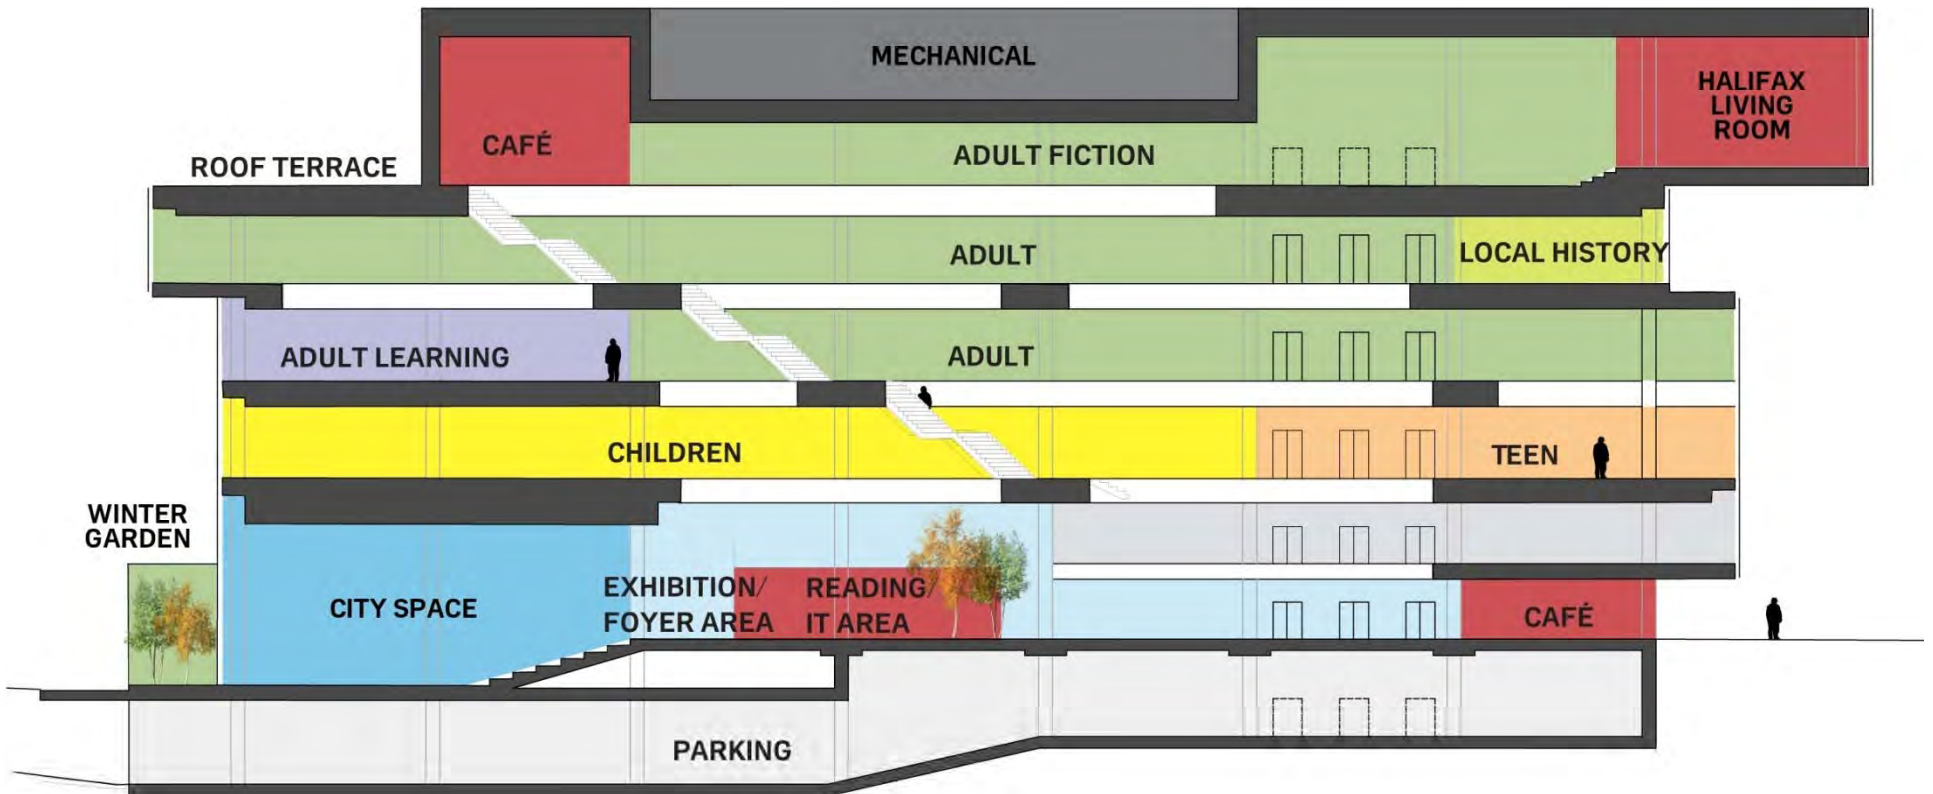 MECHANICAL
HALIFAX
LIVING
ROOM
CAFÉ
ADULT FICTION
ROOF TERRACE
ADULT
LOCAL HISTORY
ADULT LEARNING
ADULT
CHILDREN
TEEN
WINTER
GARDEN
CITY SPACE
EXHIBITION/
FOYER AREA
READING/
IT AREA
CAFÉ
PARKING